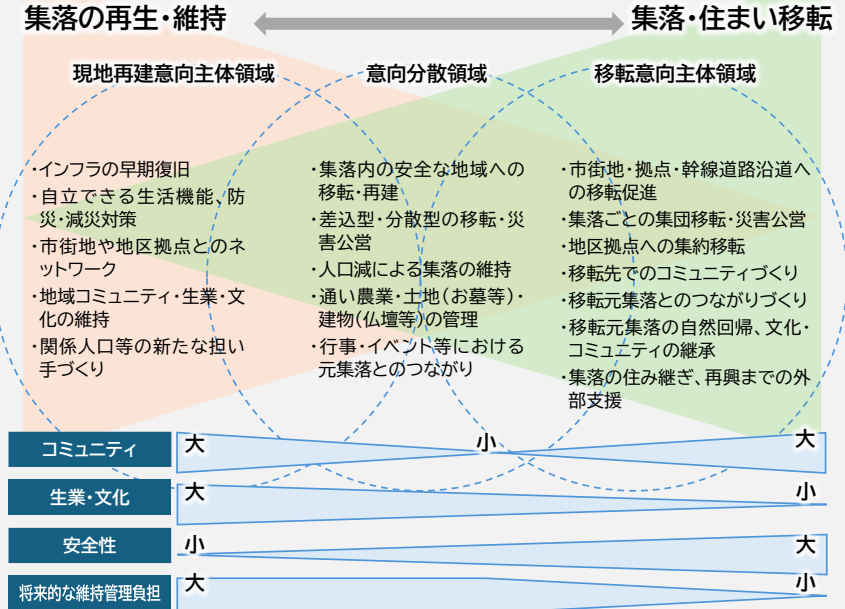 集落の再生・維持
集落・住まい移転
現地再建意向主体領域
意向分散領域
移転意向主体領域
・インフラの早期復旧
・自立できる生活機能、防
災・減災対策
・市街地や地区拠点とのネ
ットワーク
・地域コミュニティ・生業・文
化の維持
・関係人口等の新たな担い
手づくり
・集落内の安全な地域への
移転・再建
・差込型・分散型の移転・災
害公営
・人口減による集落の維持
・通い農業・土地(お墓等)・
建物(仏壇等)の管理
・行事・イベント等における
元集落とのつながり
・市街地・拠点・幹線道路沿道へ
の移転促進
・集落ごとの集団移転・災害公営
・地区拠点への集約移転
・移転先でのコミュニティづくり
・移転元集落とのつながりづくり
・移転元集落の自然回帰、文化・
コミュニティの継承
・集落の住み継ぎ、再興までの外
部支援
コミュニティ 大 小 大
生業・文化 大 小
安全性 小 大
将来的な維持管理負担 大 小